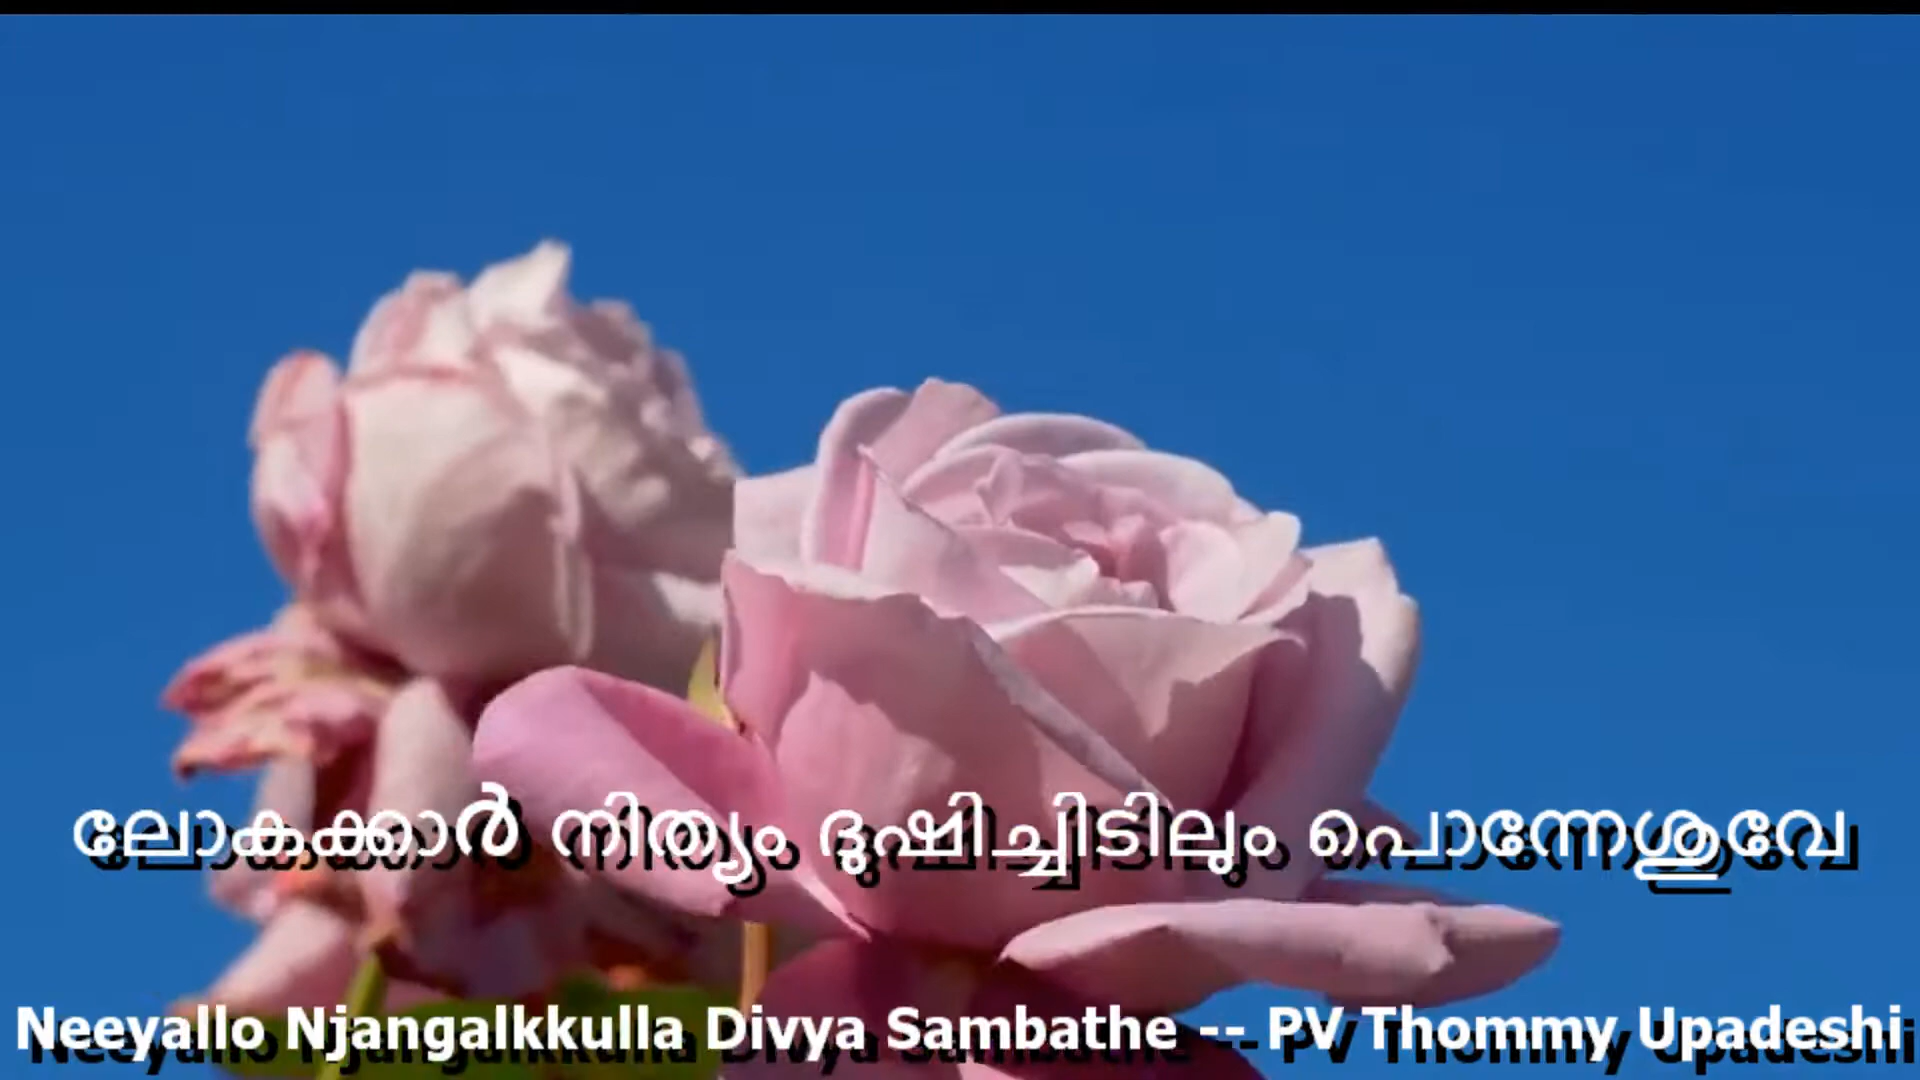 ലോകക്കാർ നിത്യം ദുഷിച്ചിടിലും പൊന്നേശുവേ
Neeyallo Njangalkkulla Divya Sambathe -- PV Thommy Upadeshi